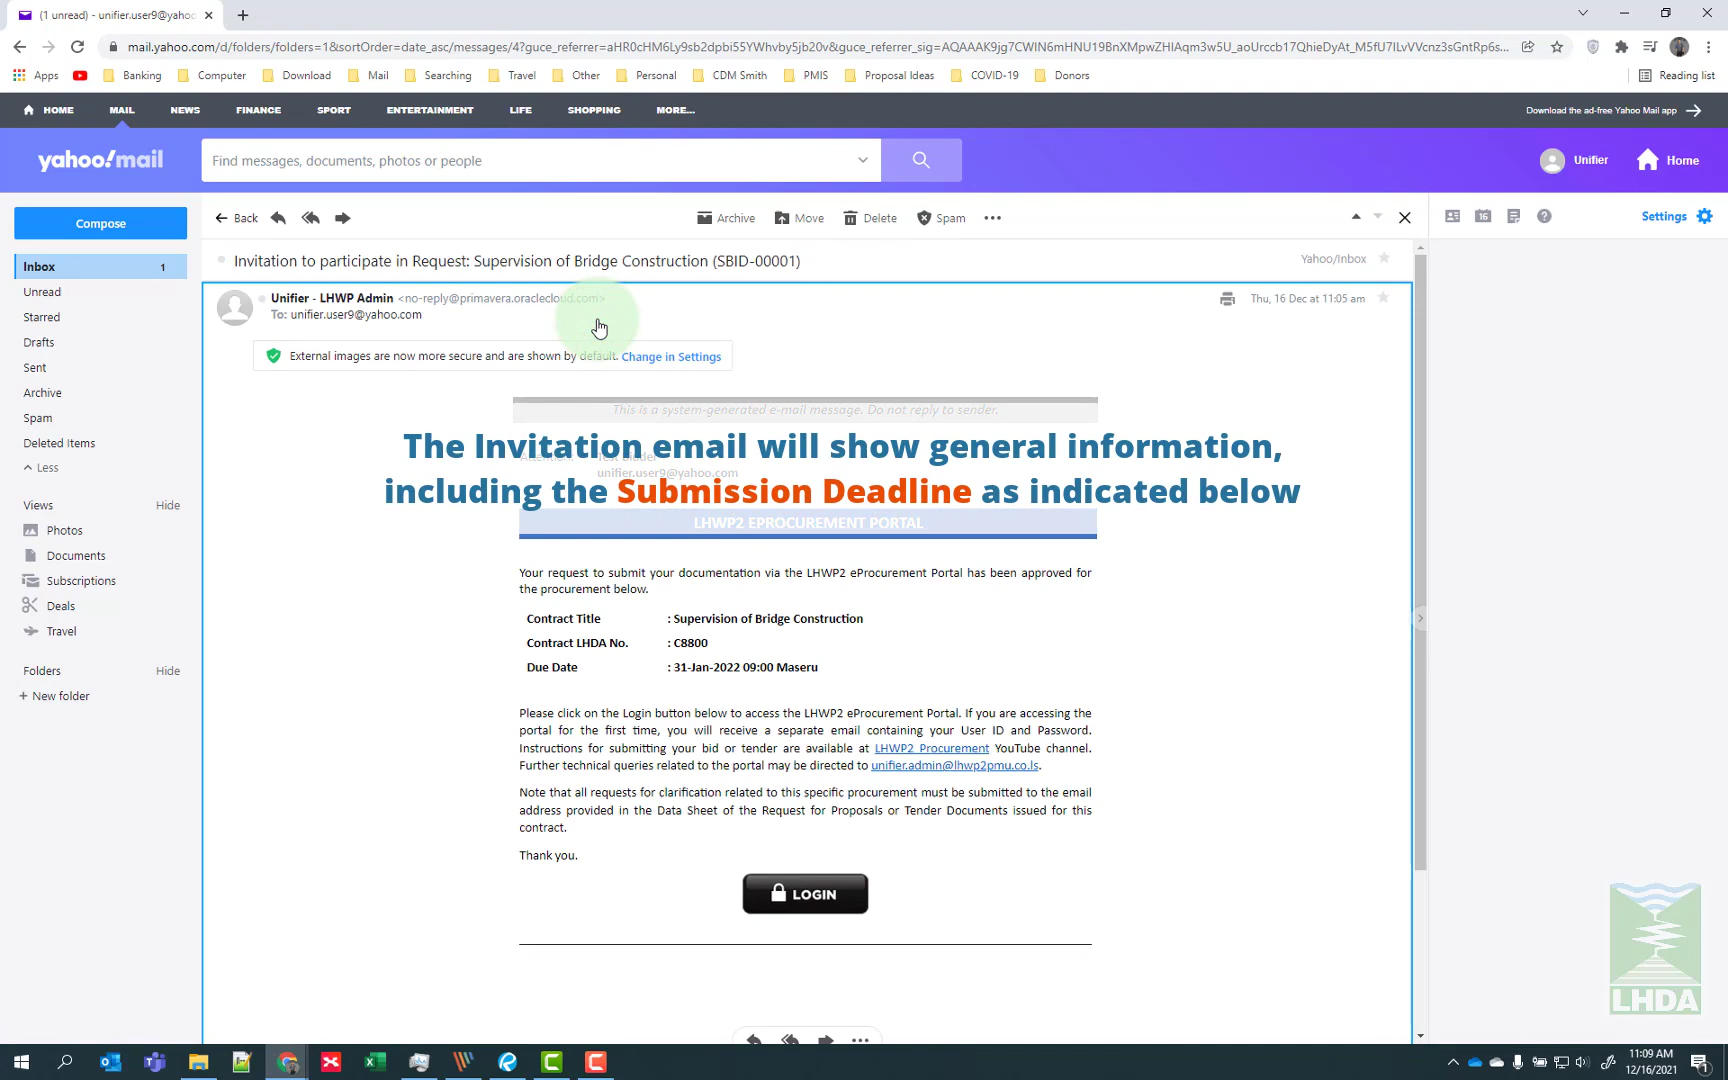 (1 unread) - unifier.user9@yahoo
mail.yahoo.com/d/folders/folders=1&sortOrder=date_asc/messages/4?guce_referrer=
Apps
Banking
Computer
Download
Mail
Searching
Travel
Other
Personal
CDM Smith
PMIS
Proposal Ideas
COVID-19
Donors
Reading list
HOME
MAIL
NEWS
FINANCE
SPORT
ENTERTAINMENT
LIFE
SHOPPING
MORE...
Download the ad-free Yahoo Mail app
yahoo!mail
Find messages, documents, photos or people
Unifier
Home
Compose
Back
Archive
Move
Delete
Spam
16
Settings
Inbox 1
Unread
Starred
Drafts
Sent
Archive
Spam
Deleted Items
Less
Views Hide
Photos
Documents
Subscriptions
Deals
Travel
Folders Hide
+ New folder
Invitation to participate in Request: Supervision of Bridge Construction (SBID-00001)
Yahoo/Inbox
Unifier - LHWP Admin <no-reply@primavera.oraclecloud.com>
To: unifier.user9@yahoo.com
Thu, 16 Dec at 11:05 am
External images are now more secure and are shown by default. Change in Settings
This is a system-generated e-mail message. Do not reply to sender.
The Invitation email will show general information,
including the Submission Deadline as indicated below
unifier.user9@yahoo.com
LHWP2 EPROCUREMENT PORTAL
Your request to submit your documentation via the LHWP2 eProcurement Portal has been approved for
the procurement below.
Contract Title : Supervision of Bridge Construction
Contract LHDA No. : C8800
Due Date : 31-Jan-2022 09:00 Maseru
Please click on the Login button below to access the LHWP2 eProcurement Portal. If you are accessing the
portal for the first time, you will receive a separate email containing your User ID and Password.
Instructions for submitting your bid or tender are available at LHWP2 Procurement YouTube channel.
Further technical queries related to the portal may be directed to unifier.admin@lhwp2pmu.co.ls.
Note that all requests for clarification related to this specific procurement must be submitted to the email
address provided in the Data Sheet of the Request for Proposals or Tender Documents issued for this
contract.
Thank you.
LOGIN
LHDA
11:09 AM
12/16/2021